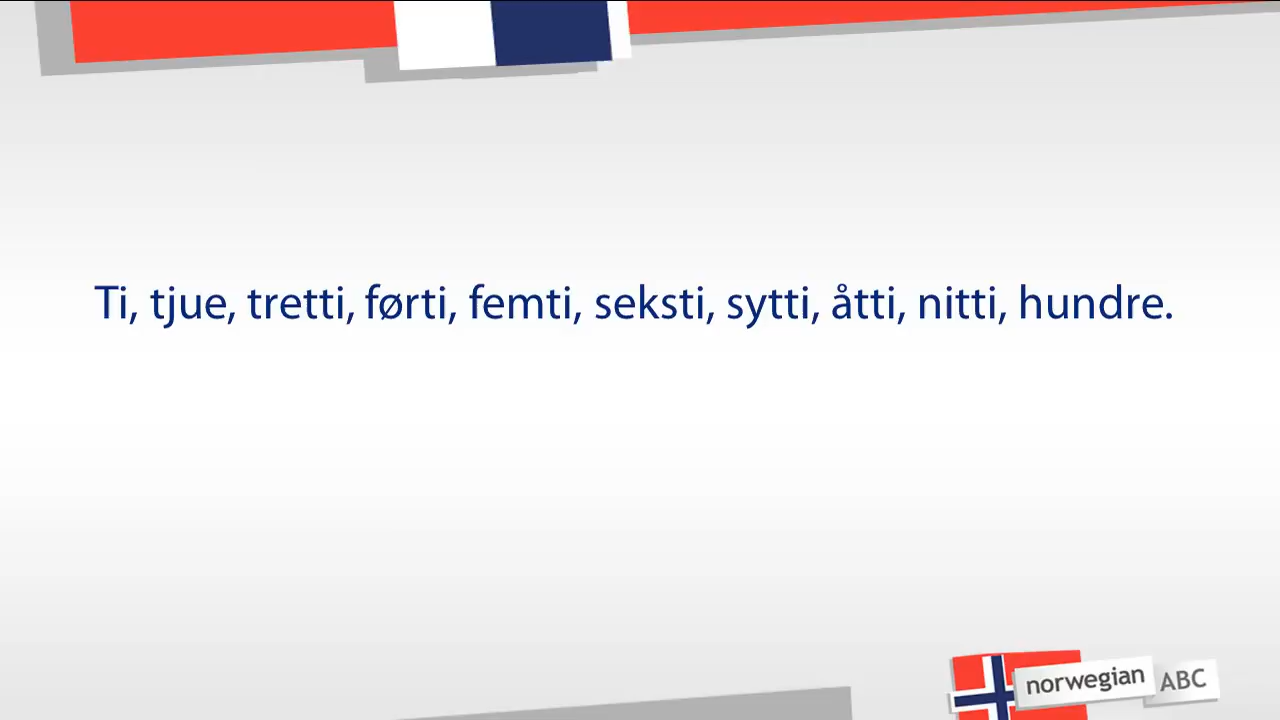 Ti, tjue, tretti, førti, femti, seksti, sytti, åtti, nitti, hundre.
norwegian ABC